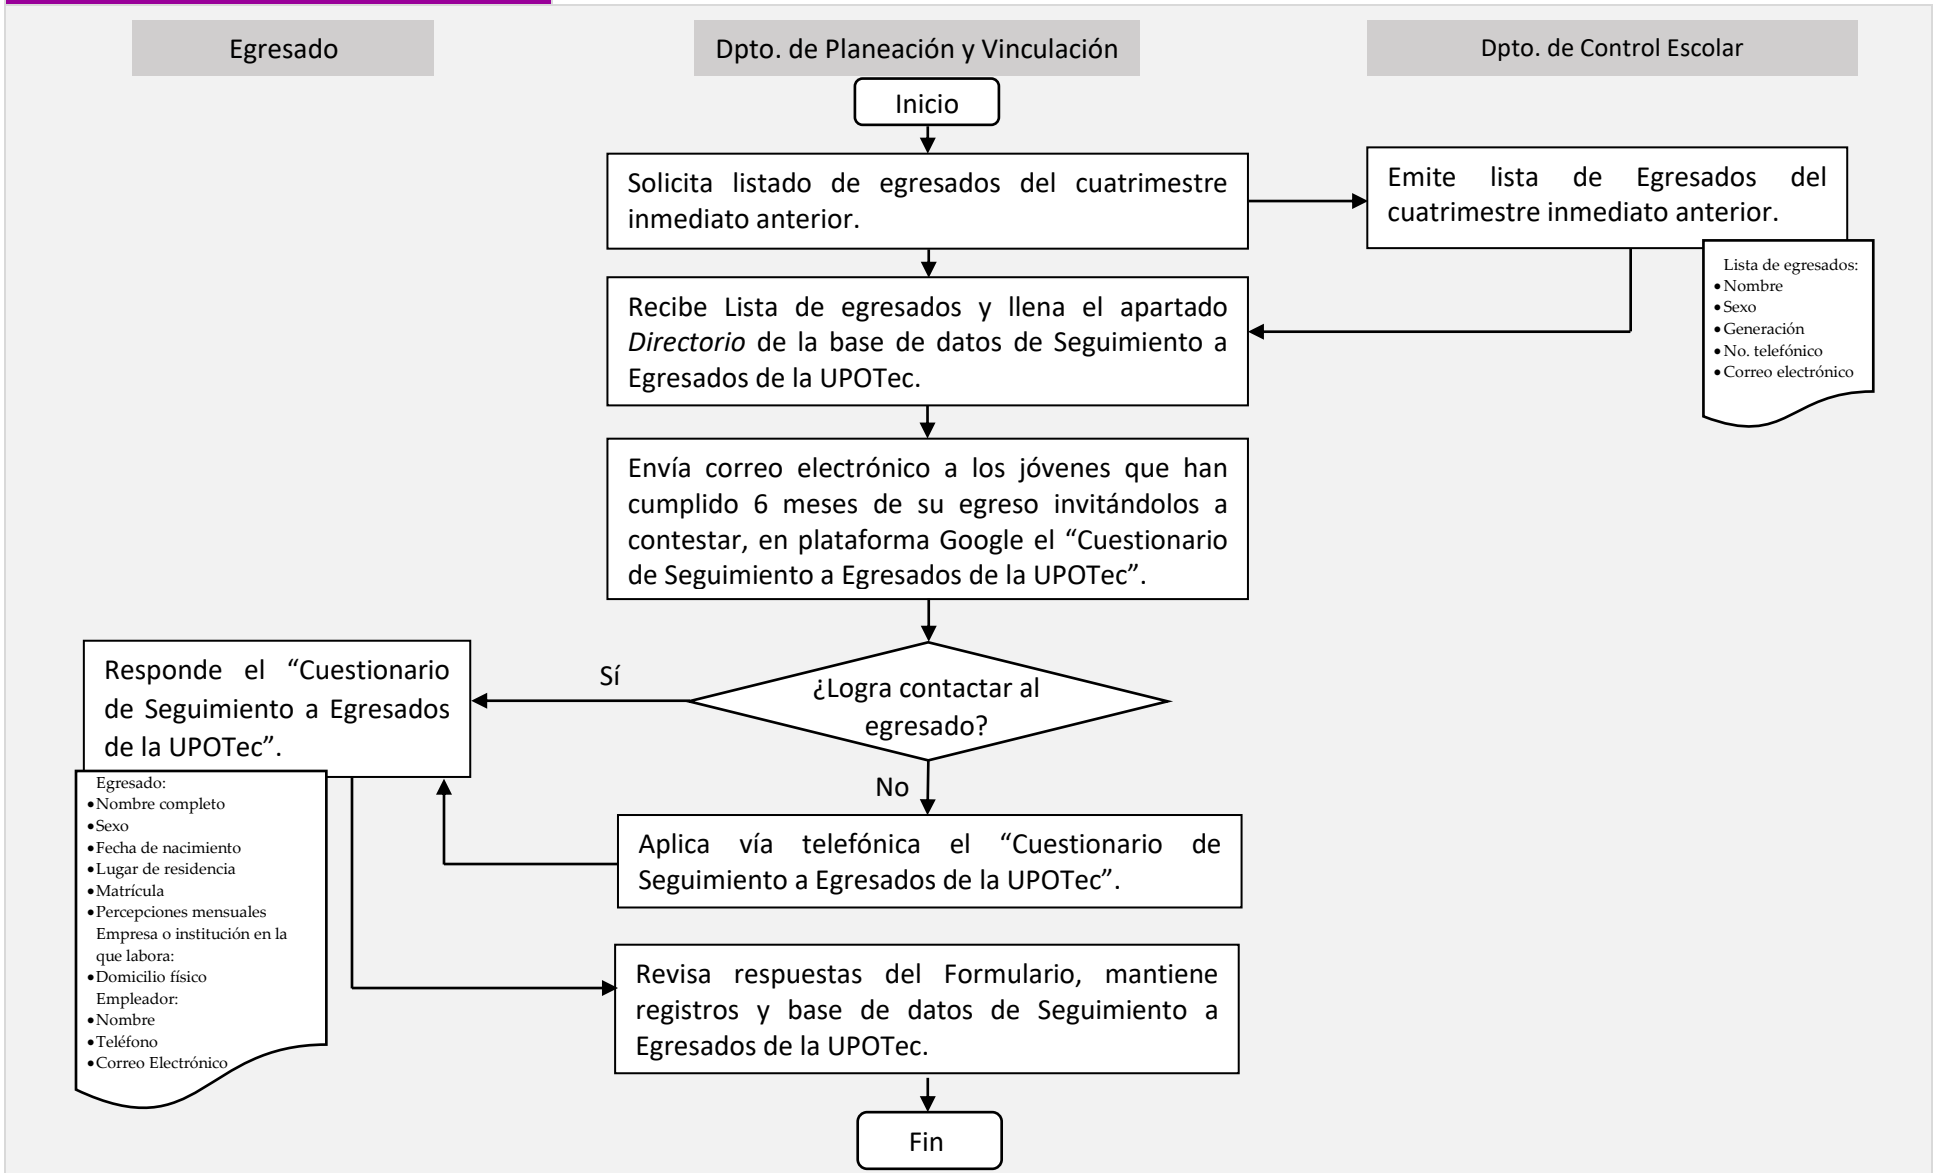 Egresado
Dpto. de Planeación y Vinculación
Dpto. de Control Escolar
Inicio
Solicita listado de egresados del cuatrimestre
inmediato anterior.
Emite lista de Egresados del
cuatrimestre inmediato anterior.
Lista de egresados:
•Nombre
•Sexo
•Generación
•No. telefónico
•Correo electrónico
Recibe Lista de egresados y llena el apartado
Directorio de la base de datos de Seguimiento a
Egresados de la UPOTec.
Envía correo electrónico a los jóvenes que han
cumplido 6 meses de su egreso invitándolos a
contestar, en plataforma Google el “Cuestionario
de Seguimiento a Egresados de la UPOTec”.
¿Logra contactar al
egresado?
Sí
No
Responde el “Cuestionario
de Seguimiento a Egresados
de la UPOTec”.
Egresado:
•Nombre completo
•Sexo
•Fecha de nacimiento
•Lugar de residencia
•Matrícula
•Percepciones mensuales
Empresa o institución en la
que labora:
•Domicilio físico
Empleador:
•Nombre
•Teléfono
•Correo Electrónico
Aplica vía telefónica el “Cuestionario de
Seguimiento a Egresados de la UPOTec”.
Revisa respuestas del Formulario, mantiene
registros y base de datos de Seguimiento a
Egresados de la UPOTec.
Fin